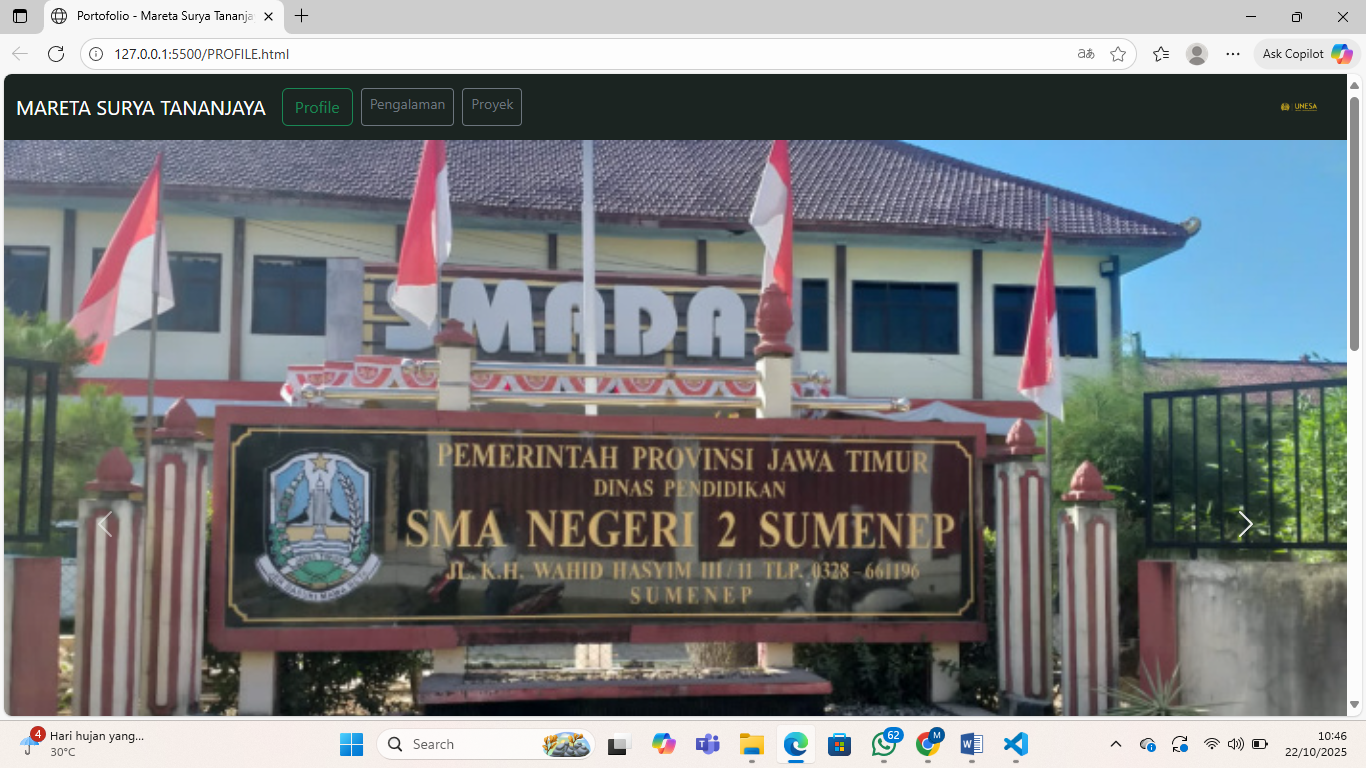 Portofolio - Mareta Surya Tananja
127.0.0.1:5500/PROFILE.html
Ask Copilot
MARETA SURYA TANANJAYA
Profile
Pengalaman
Proyek
UNESA
SMADA
PEMERINTAH PROVINSI JAWA TIMUR
DINAS PENDIDIKAN
SMA NEGERI 2 SUMENEP
JL. K.H. WAHID HASYIM III / 11 TLP. 0328 - 661196
SUMENEP
4
Hari hujan yang...
30°C
Search
62
M
10:46
22/10/2025